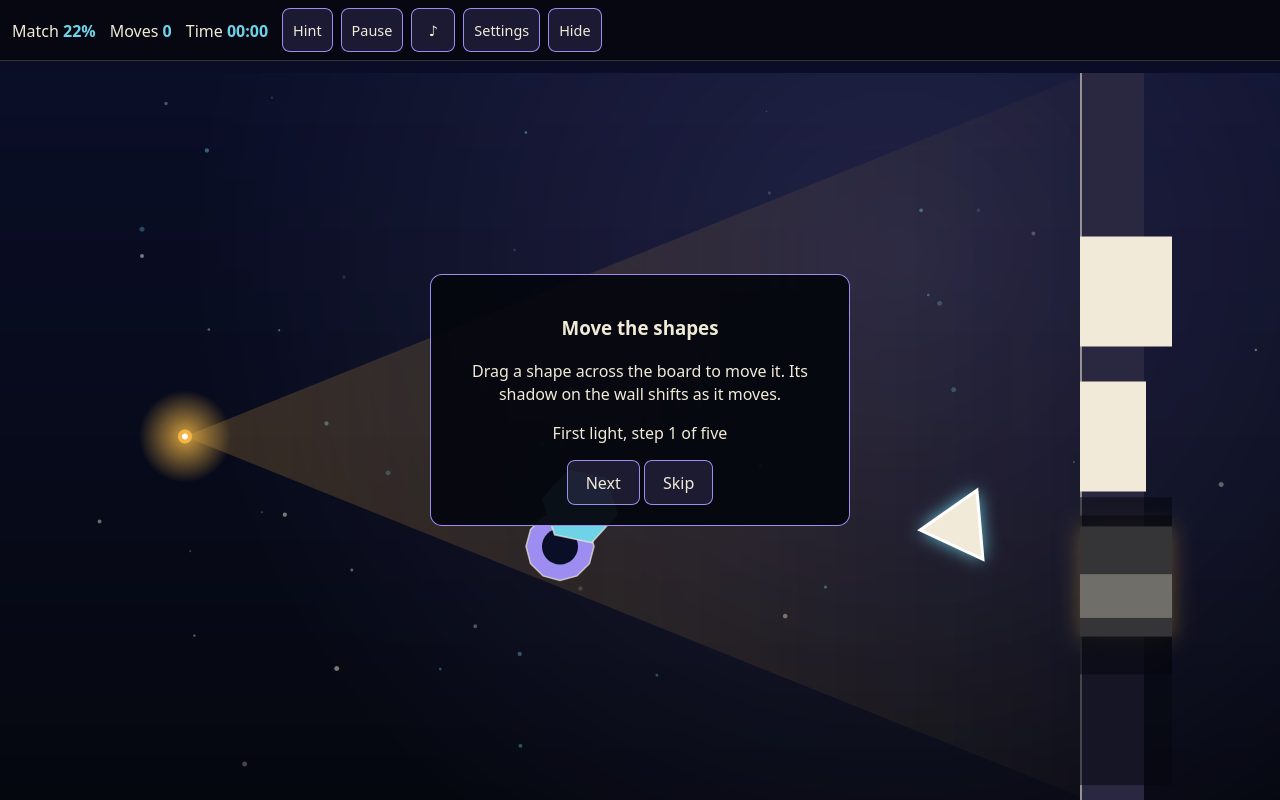 Match 22% Moves 0 Time 00:00 Hint Pause ♪ Settings Hide
Move the shapes
Drag a shape across the board to move it. Its
shadow on the wall shifts as it moves.
First light, step 1 of five
Next Skip